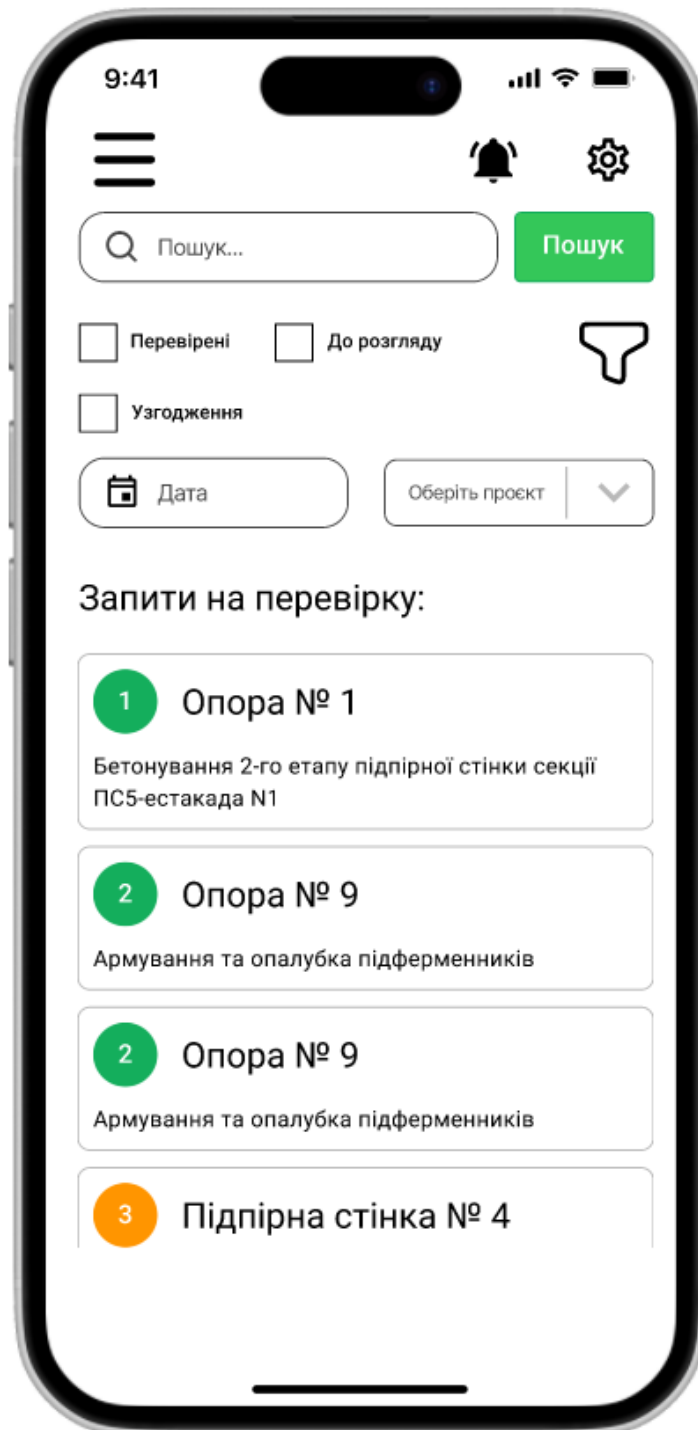 9:41
Пошук...
Пошук
Перевірені
До розгляду
Узгодження
Дата
Оберіть проєкт
Запити на перевірку:
1
Опора № 1
Бетонування 2-го етапу підпірної стінки секції
ПС5-естакада N1
2
Опора № 9
Армування та опалубка підферменників
2
Опора № 9
Армування та опалубка підферменників
3
Підпірна стінка № 4